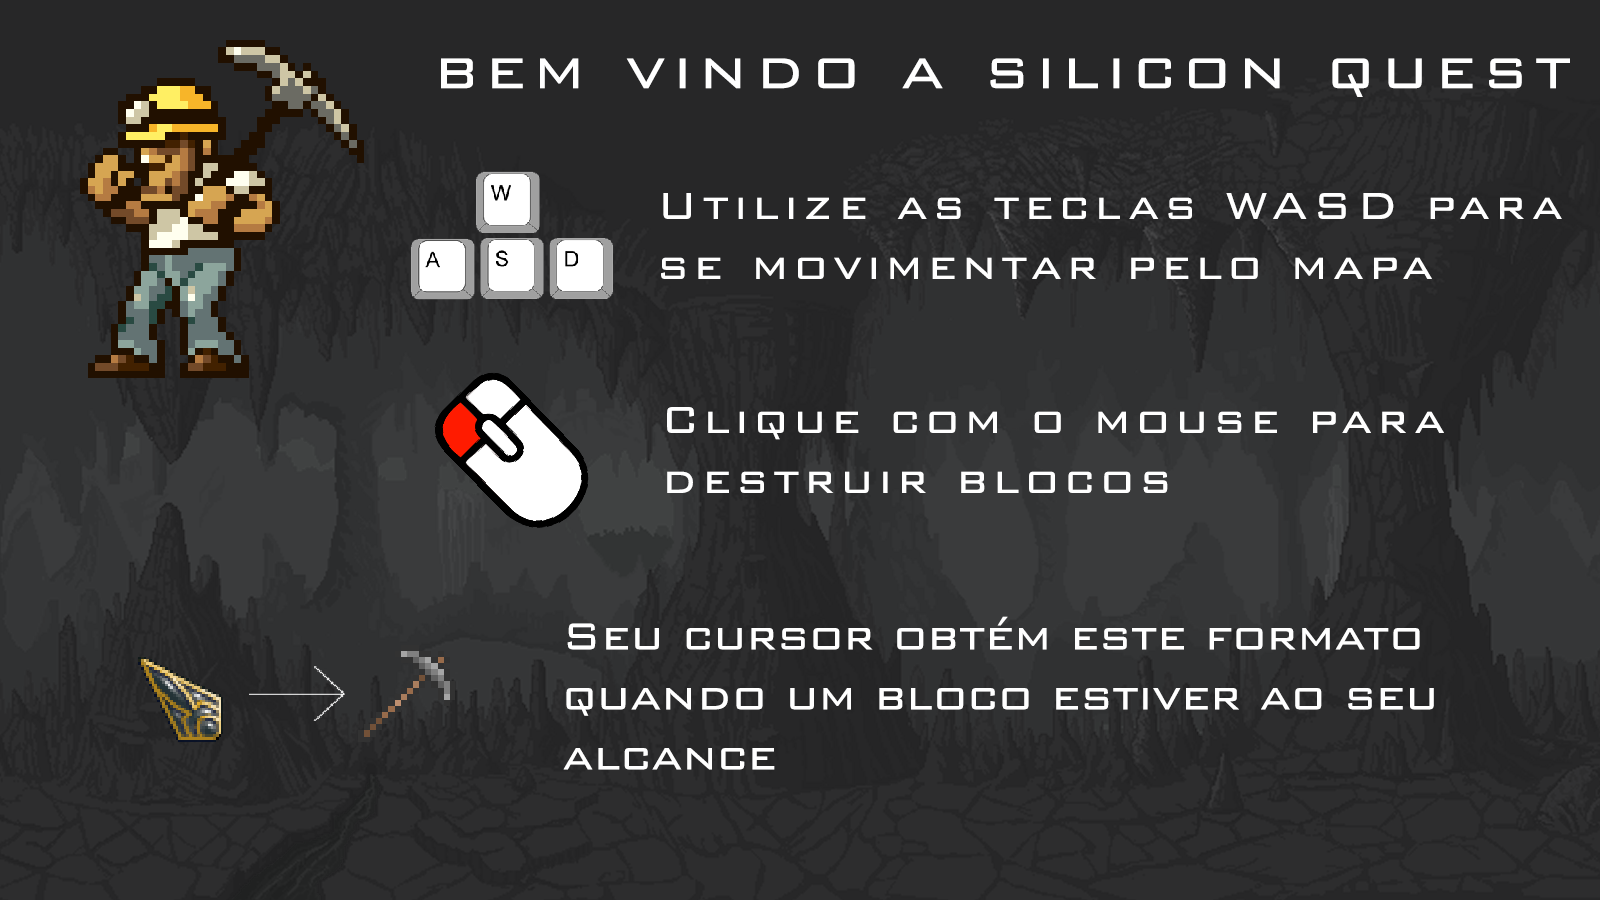 BEM VINDO A SILICON QUEST
W
A S D
UTILIZE AS TECLAS WASD PARA
SE MOVIMENTAR PELO MAPA
CLIQUE COM O MOUSE PARA
DESTRUIR BLOCOS
SEU CURSOR OBTÉM ESTE FORMATO
QUANDO UM BLOCO ESTIVER AO SEU
ALCANCE